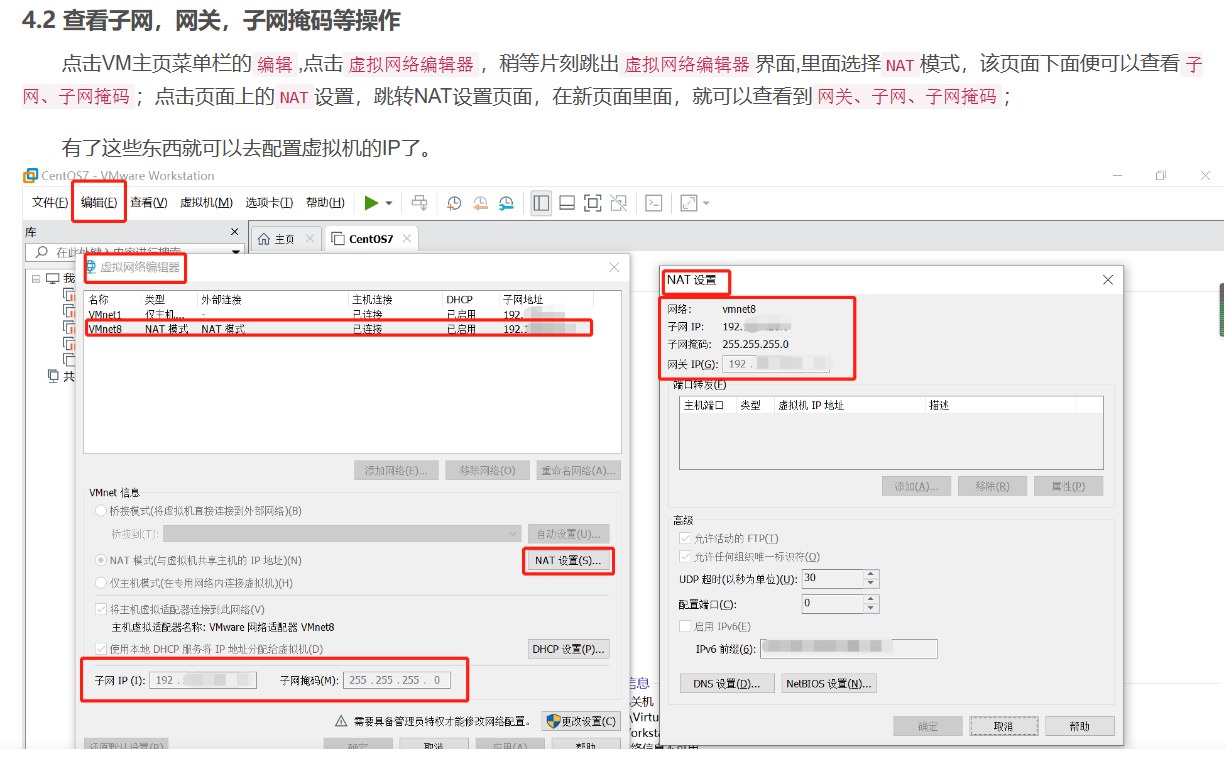 4.2 查看子网，网关，子网掩码等操作
点击VM主页菜单栏的 编辑 ,点击 虚拟网络编辑器 ，稍等片刻跳出 虚拟网络编辑器 界面,里面选择 NAT 模式，该页面下面便可以查看 子
网、子网掩码 ；点击页面上的 NAT 设置，跳转NAT设置页面，在新页面里面，就可以查看到 网关、子网、子网掩码 ；
有了这些东西就可以去配置虚拟机的IP了。
CentOS7 - VMware Workstation
文件(F) 编辑(E) 查看(V) 虚拟机(M) 选项卡(T) 帮助(H)
库
主页
CentOS7
虚拟网络编辑器
名称 类型 外部连接 主机连接 DHCP 子网地址
VMnet1 仅主机... - 已连接 已启用 192.
VMnet8 NAT 模式 NAT 模式 已连接 已启用 192.
添加网络(E)... 移除网络(O) 重命名网络(A)...
VMnet 信息
桥接模式(将虚拟机直接连接到外部网络)(B)
桥接到(T):
自动设置(U)...
NAT 模式(与虚拟机共享主机的 IP 地址)(N)
NAT 设置(S)...
仅主机模式(在专用网络内连接虚拟机)(H)
将主机虚拟适配器连接到此网络(V)
主机虚拟适配器名称: VMware 网络适配器 VMnet8
使用本地 DHCP 服务将 IP 地址分配给虚拟机(D)
DHCP 设置(P)...
子网 IP (I): 192 . 子网掩码(M): 255 . 255 . 255 . 0
需要具备管理员特权才能修改网络配置。
更改设置(C)
还原默认设置(R) 确定 取消 应用(A) 帮助
NAT 设置
网络: vmnet8
子网 IP: 192.
子网掩码: 255.255.255.0
网关 IP(G): 192 .
端口转发(F)
主机端口 类型 虚拟机 IP 地址 描述
添加(A)... 移除(R) 属性(P)
高级
允许活动的 FTP(T)
允许任何组织唯一标识符(O)
UDP 超时(以秒为单位)(U): 30
配置端口(C): 0
启用 IPv6(E)
IPv6 前缀(6):
DNS 设置(D)... NetBIOS 设置(N)...
确定 取消 帮助